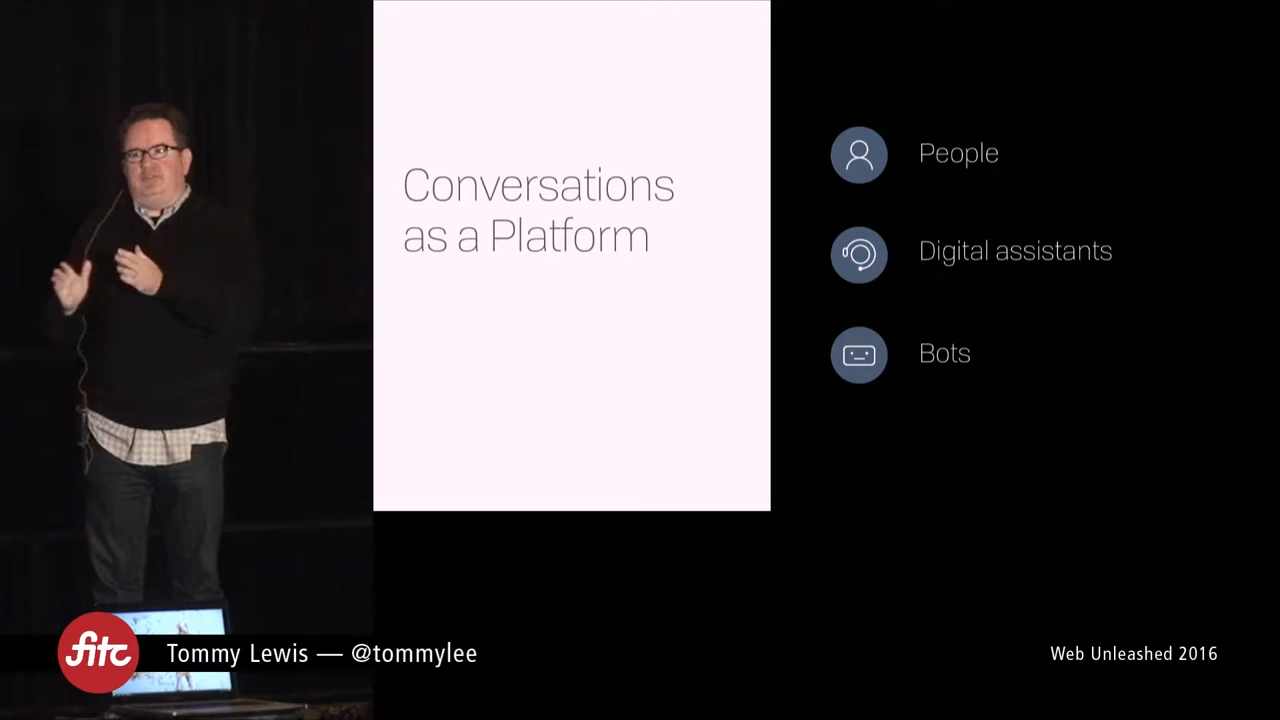 Conversations
as a Platform
People
Digital assistants
Bots
fitc
Tommy Lewis — @tommylee
Web Unleashed 2016